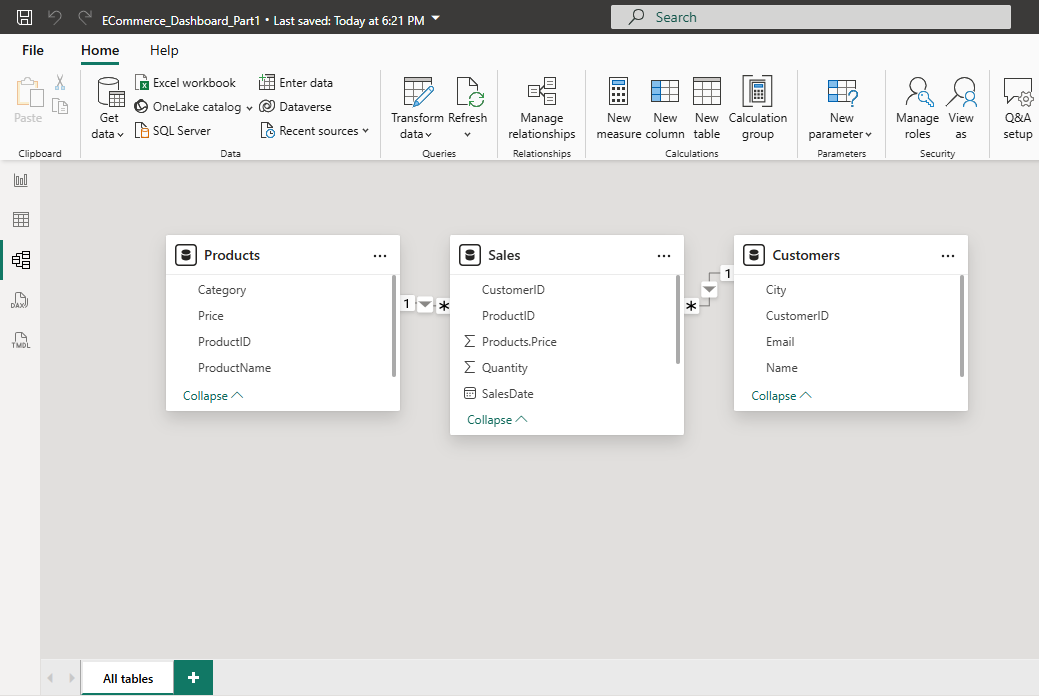 ECommerce_Dashboard_Part1 • Last saved: Today at 6:21 PM
Search
File Home Help
Paste
Clipboard
Get data
Excel workbook
OneLake catalog
SQL Server
Enter data
Dataverse
Recent sources
Data
Transform data
Refresh
Queries
Manage relationships
Relationships
New measure
New column
New table
Calculation group
Calculations
New parameter
Parameters
Manage roles
View as
Security
Q&A setup
DAX
TMDL
Products
Category
Price
ProductID
ProductName
Collapse
1
*
Sales
CustomerID
ProductID
Σ Products.Price
Σ Quantity
SalesDate
Collapse
*
1
Customers
City
CustomerID
Email
Name
Collapse
All tables
+